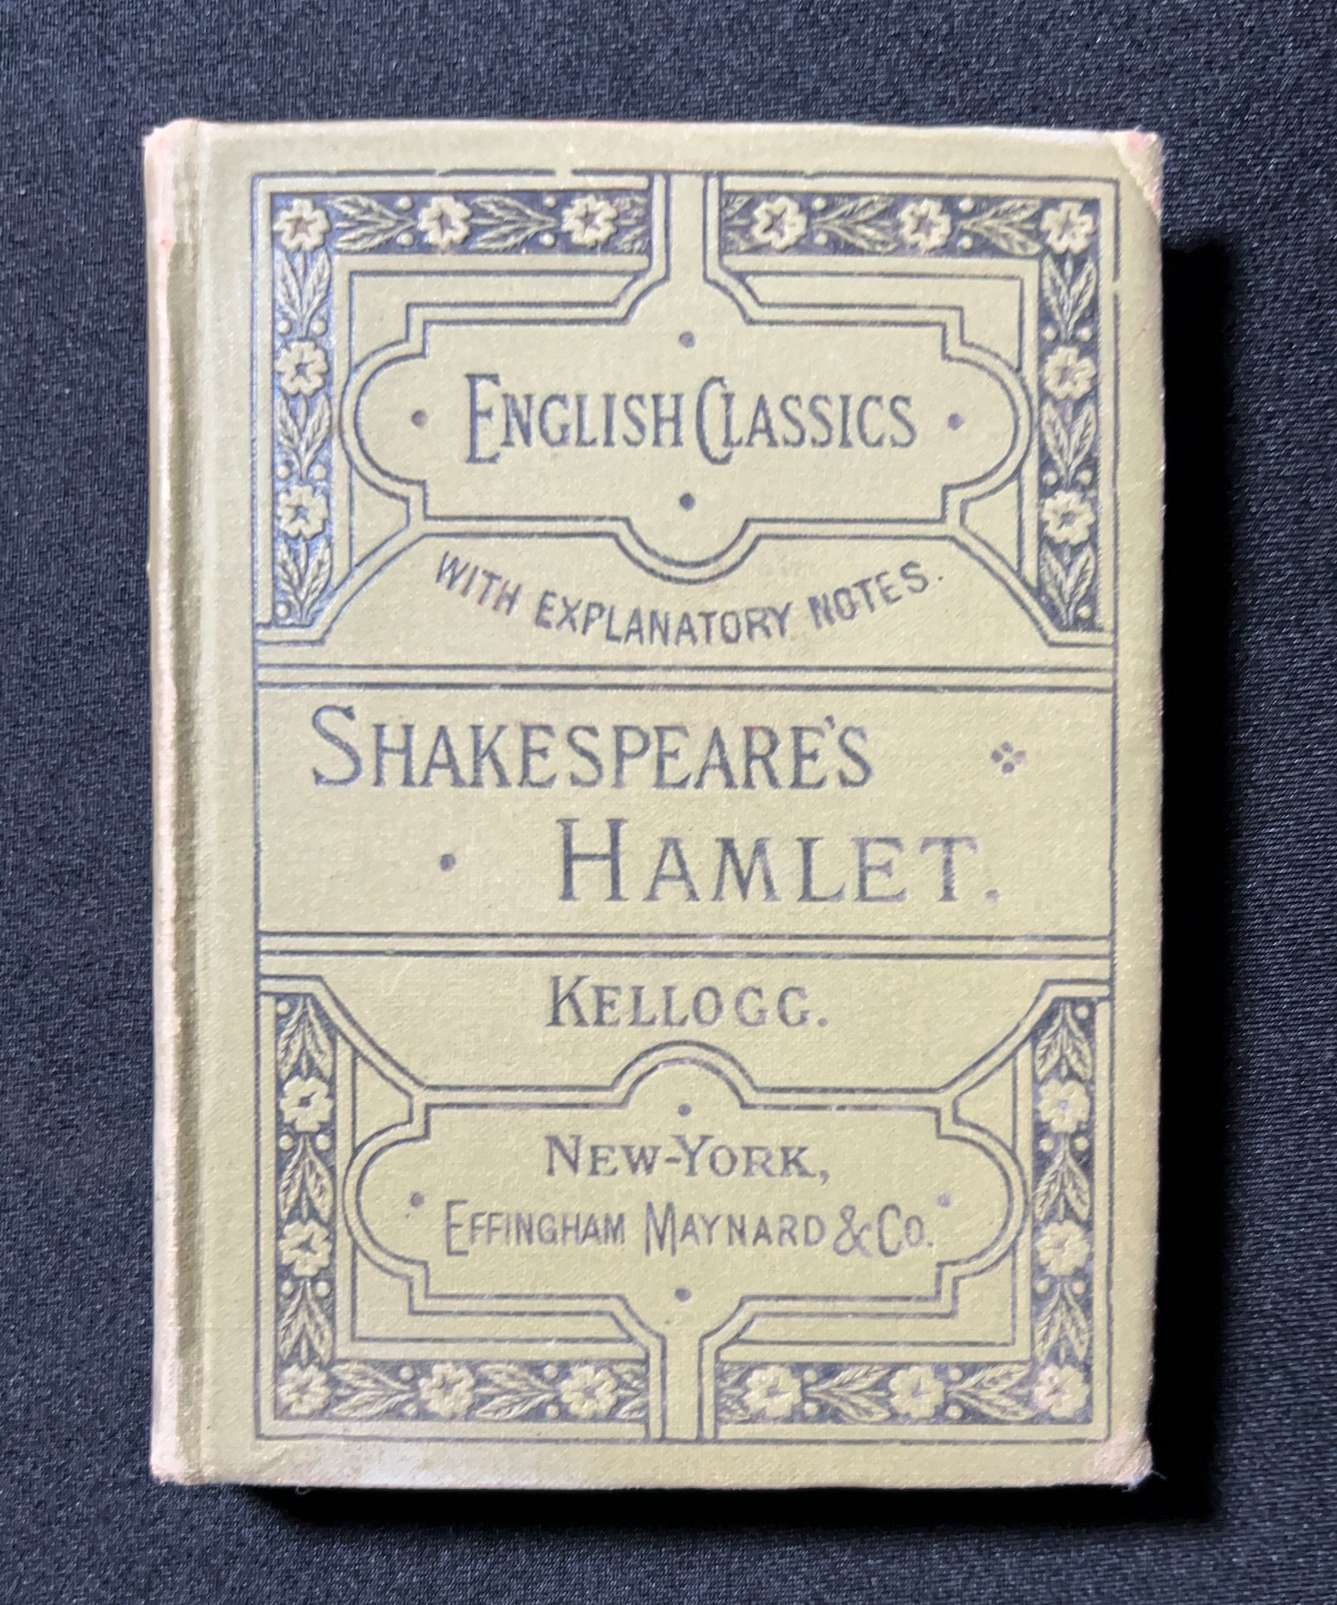 ENGLISH CLASSICS
WITH EXPLANATORY NOTES.
SHAKESPEARE'S
HAMLET.
KELLOGG.
NEW-YORK,
EFFINGHAM MAYNARD & CO.